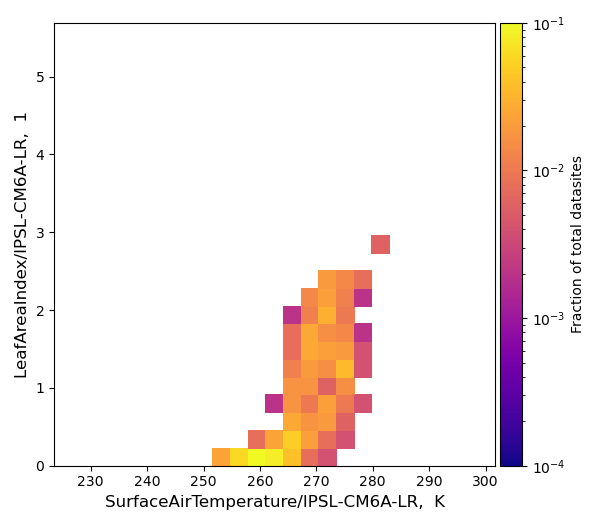 5
4
3
2
1
0
LeafAreaIndex/IPSL-CM6A-LR,  1
230 240 250 260 270 280 290 300
SurfaceAirTemperature/IPSL-CM6A-LR,  K
10⁻¹
10⁻²
10⁻³
10⁻⁴
Fraction of total datasites